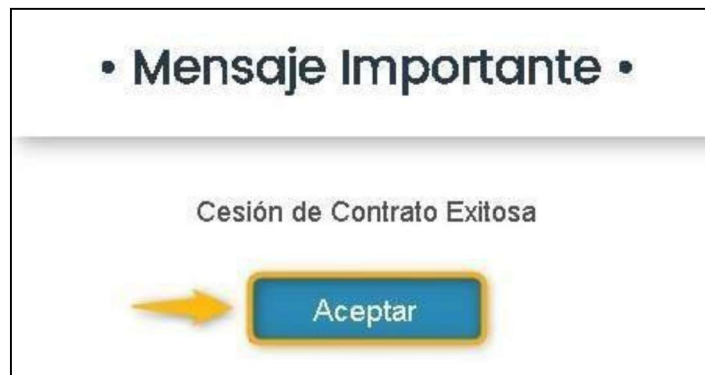 • Mensaje Importante •
Cesión de Contrato Exitosa
Aceptar